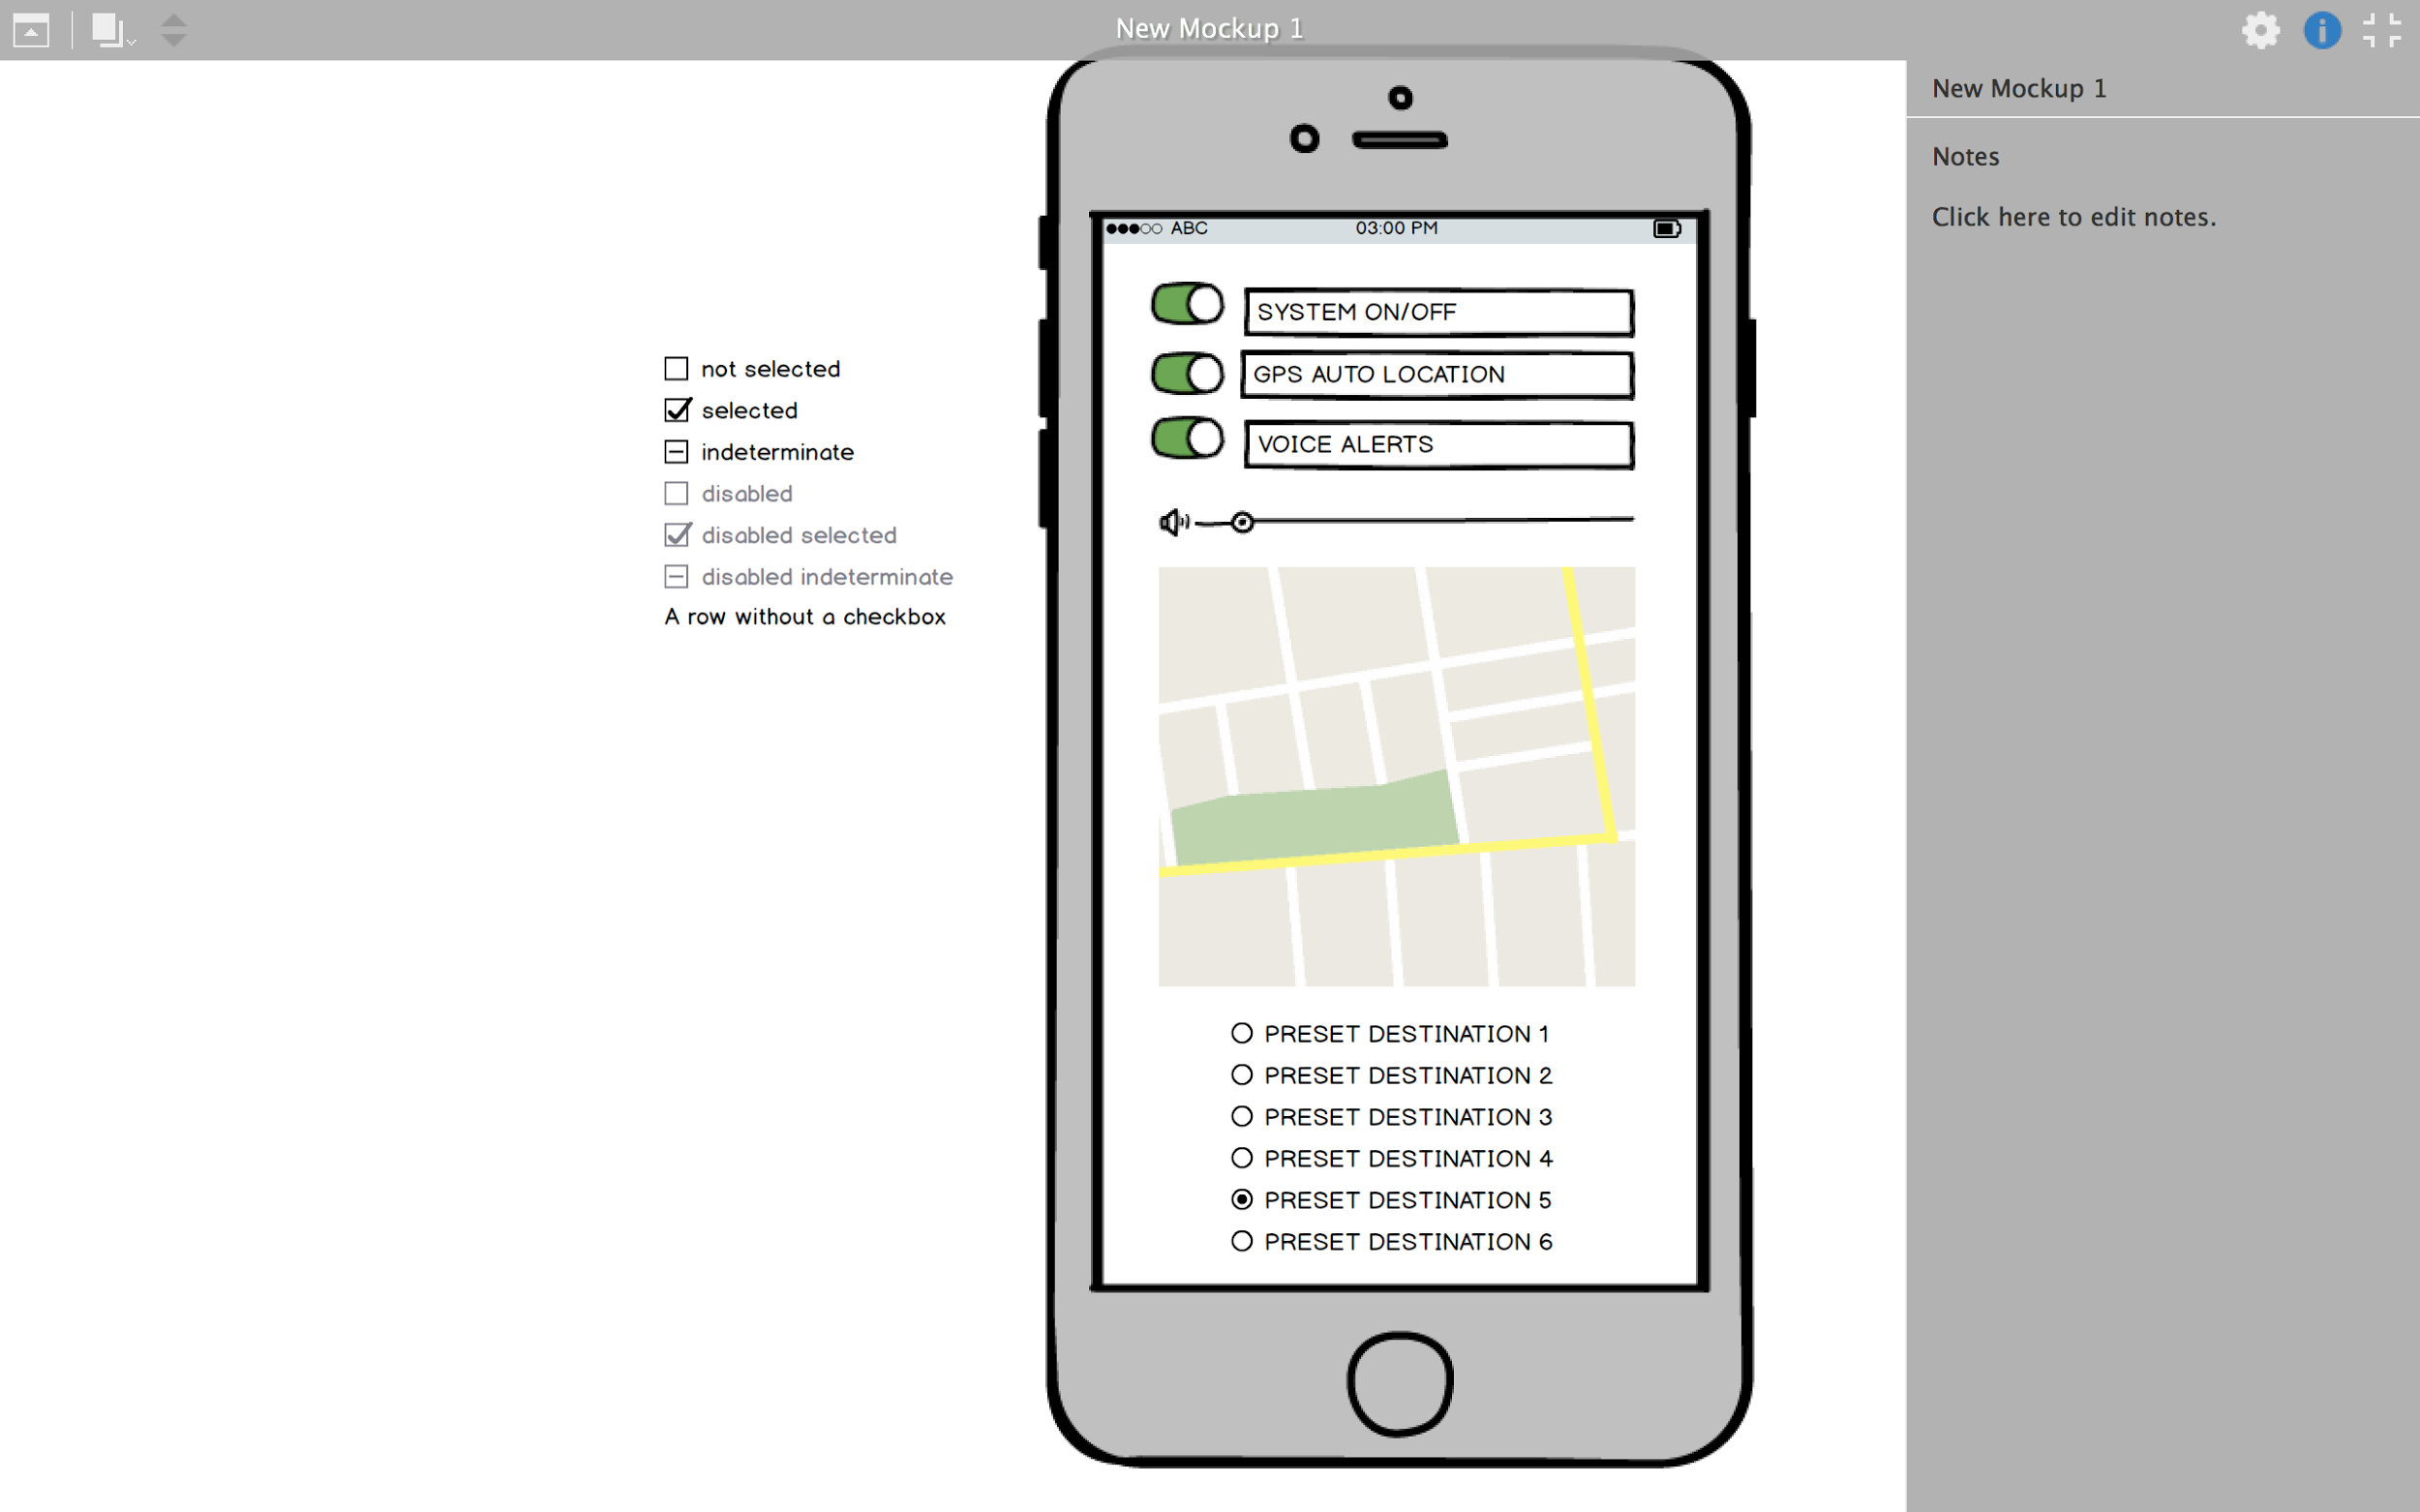 New Mockup 1
New Mockup 1
Notes
Click here to edit notes.
not selected
selected
indeterminate
disabled
disabled selected
disabled indeterminate
A row without a checkbox
ABC 03:00 PM
SYSTEM ON/OFF
GPS AUTO LOCATION
VOICE ALERTS
PRESET DESTINATION 1
PRESET DESTINATION 2
PRESET DESTINATION 3
PRESET DESTINATION 4
PRESET DESTINATION 5
PRESET DESTINATION 6